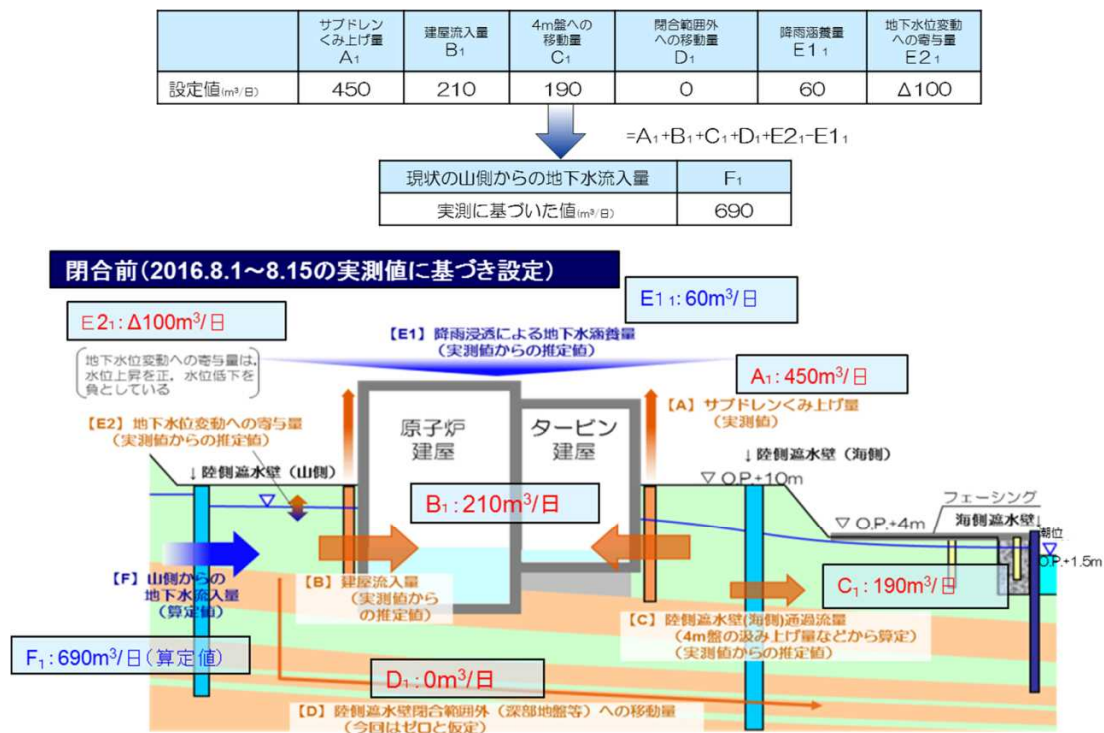 サブドレン
くみ上げ量
A₁
建屋流入量
B₁
4m盤への
移動量
C₁
閉合範囲外
への移動量
D₁
降雨涵養量
E1₁
地下水位変動
への寄与量
E2₁
設定値(m³/日) 450 210 190 0 60 Δ100
=A₁+B₁+C₁+D₁+E2₁-E1₁
現状の山側からの地下水流入量 F₁
実測に基づいた値(m³/日) 690
閉合前(2016.8.1～8.15の実測値に基づき設定)
E1₁:60m³/日
E2₁:Δ100m³/日
【E1】降雨浸透による地下水涵養量
(実測値からの推定値)
地下水位変動への寄与量は,
水位上昇を正, 水位低下を
負としている
A₁:450m³/日
【A】サブドレンくみ上げ量
(実測値)
【E2】地下水位変動への寄与量
(実測値からの推定値)
原子炉
建屋
タービン
建屋
↓陸側遮水壁(山側)
↓陸側遮水壁(海側)
▽O.P.+10m
B₁:210m³/日
フェーシング
▽O.P.+4m
海側遮水壁↓
潮位
O.P.+1.5m
【F】山側からの
地下水流入量
(算定値)
【B】建屋流入量
(実測値から
の推定値)
C₁:190m³/日
【C】陸側遮水壁(海側)通過流量
(4m盤の汲み上げ量などから算定)
(実測値からの推定値)
F₁:690m³/日(算定値)
D₁:0m³/日
【D】陸側遮水壁閉合範囲外(深部地盤等)への移動量
(今回はゼロと仮定)